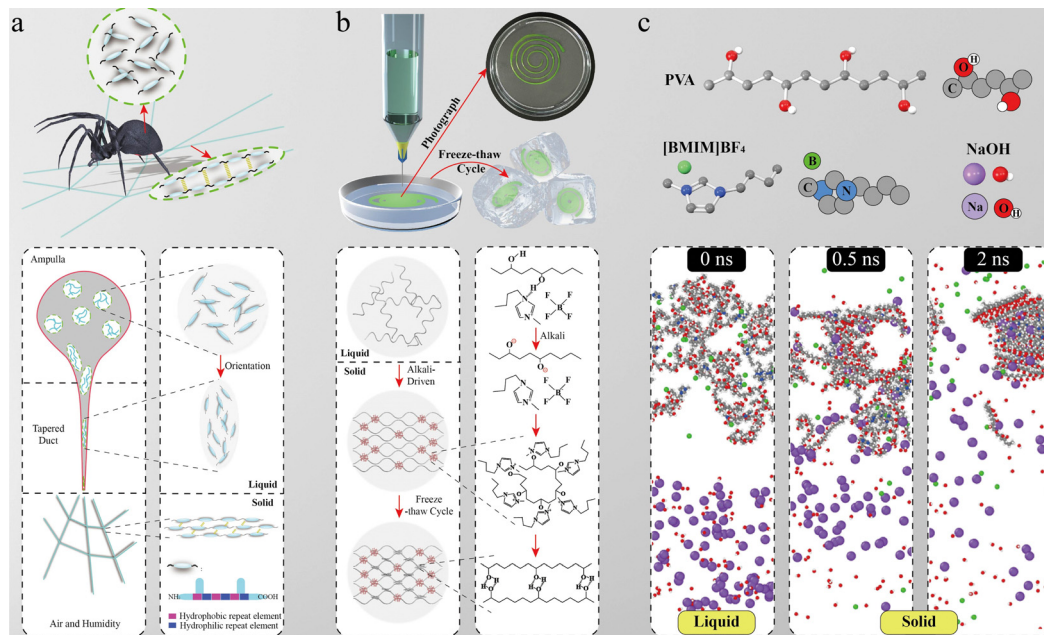 a
Ampulla
Orientation
Tapered
Duct
Liquid
Solid
NH₂
COOH
Hydrophobic repeat element
Hydrophilic repeat element
Air and Humidity
b
Photograph
Freeze-thaw
Cycle
Liquid
Solid
Alkali-
Driven
Freeze
-thaw Cycle
O H
O
H
N
N
F F
B
F F
Alkali
O⊖
O⊖
N
N
F F
B
F F
c
PVA
O H
C
[BMIM]BF₄
B
C
N
NaOH
Na
O H
0 ns
0.5 ns
2 ns
Liquid
Solid